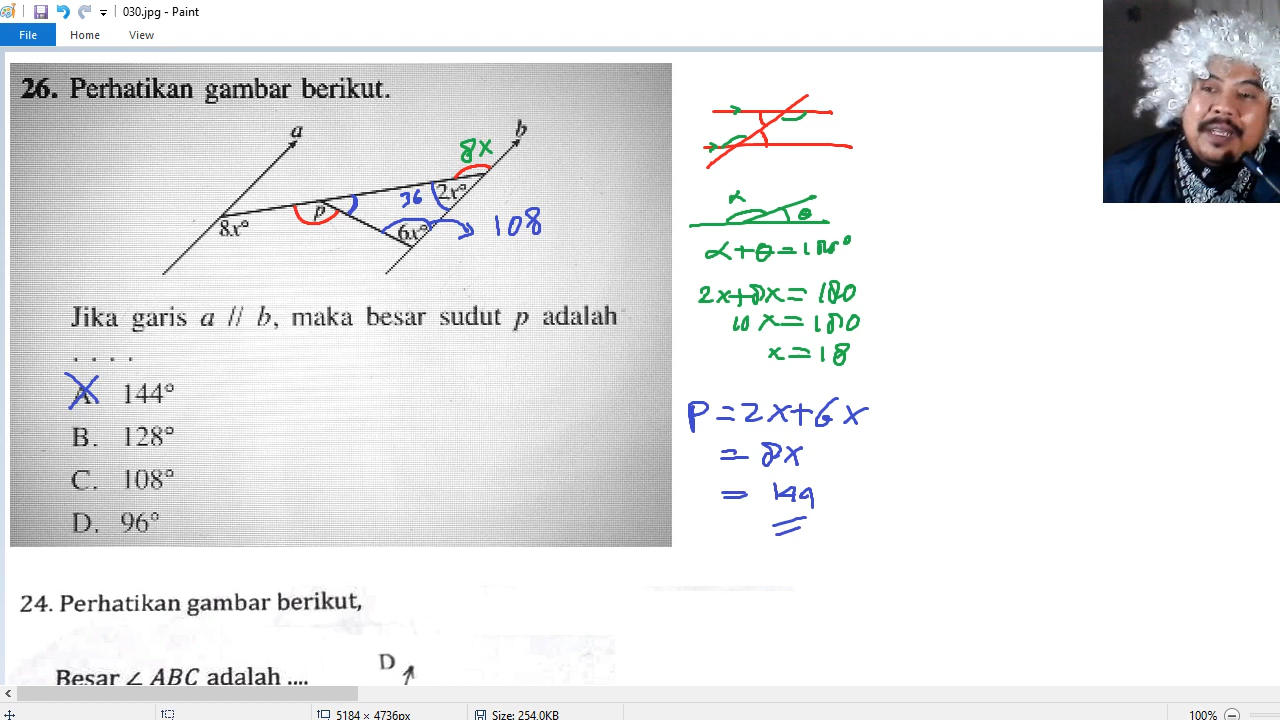 030.jpg - Paint
File Home View
26. Perhatikan gambar berikut.
a
b
8x
p
36
2x°
8x°
6x°
108
Jika garis a // b, maka besar sudut p adalah
. . . .
A. 144°
B. 128°
C. 108°
D. 96°
α
θ
α+θ=180°
2x+8x=180
10x=180
x=18
P=2x+6x
=8x
=144
24. Perhatikan gambar berikut,
D
Besar ∠ ABC adalah ....
5184 × 4736px
Size: 254.0KB
100%